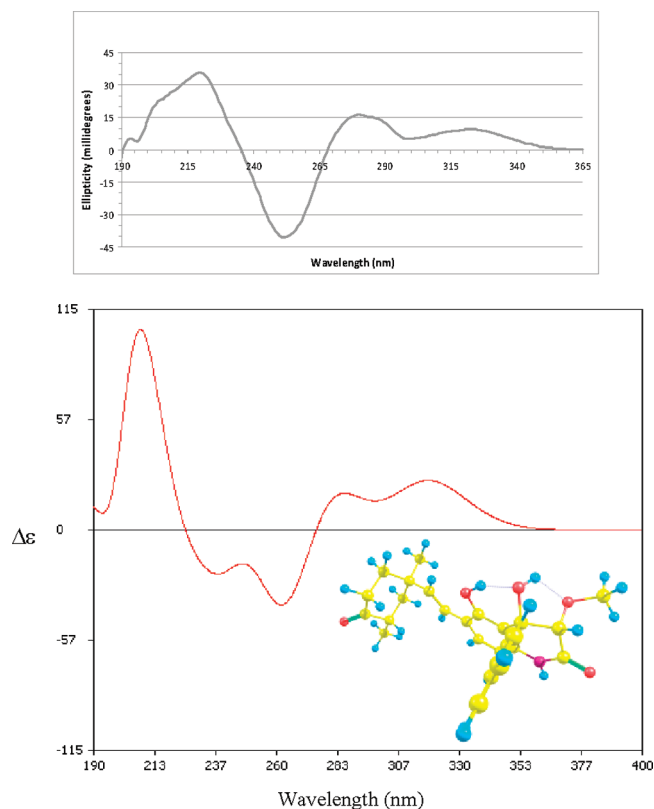 45
30
15
0
-15
-30
-45
190 215 240 265 290 315 340 365
Ellipticity (millidegrees)
Wavelength (nm)
115
57
0
-57
-115
Δε
190 213 237 260 283 307 330 353 377 400
Wavelength (nm)